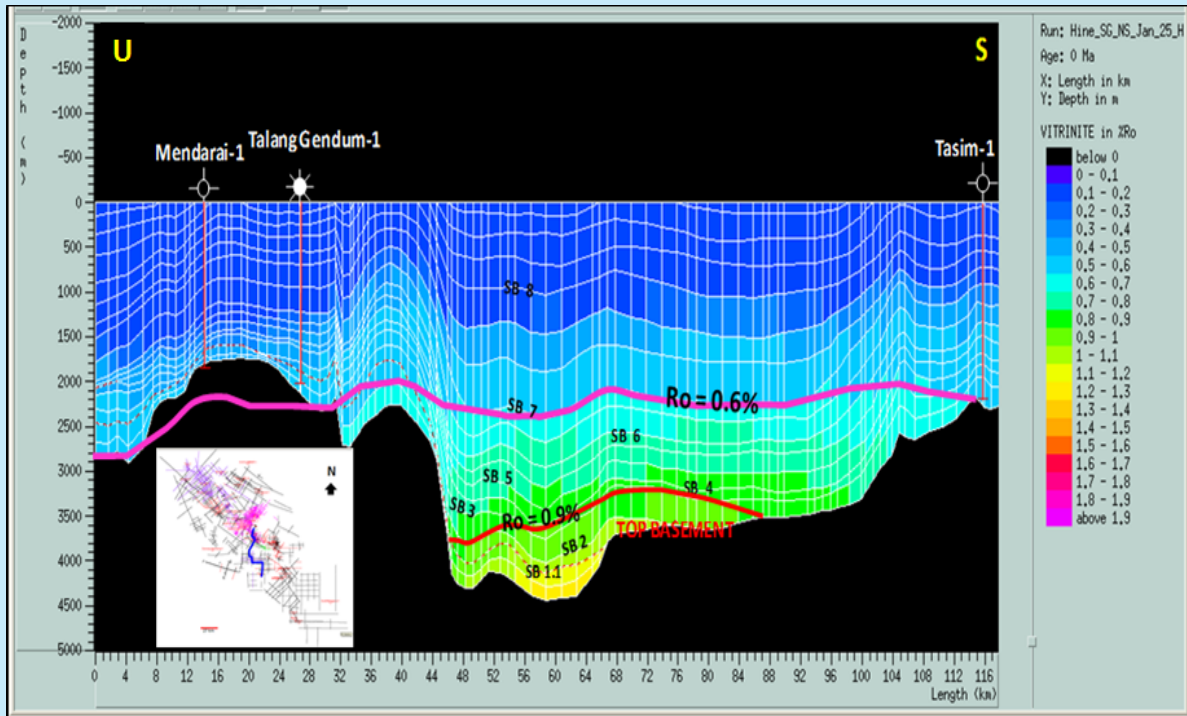 Run: Hine_SG_NS_Jan_25_H
Age: 0 Ma
X: Length in km
Y: Depth in m
VITRINITE in %Ro
below 0
0 - 0.1
0.1 - 0.2
0.2 - 0.3
0.3 - 0.4
0.4 - 0.5
0.5 - 0.6
0.6 - 0.7
0.7 - 0.8
0.8 - 0.9
0.9 - 1
1 - 1.1
1.1 - 1.2
1.2 - 1.3
1.3 - 1.4
1.4 - 1.5
1.5 - 1.6
1.6 - 1.7
1.7 - 1.8
1.8 - 1.9
above 1.9
Depth (m)
-2000
-1500
-1000
-500
0
500
1000
1500
2000
2500
3000
3500
4000
4500
5000
U
S
Mendarai-1
Talang Gendum-1
Tasim-1
SB 8
SB 7
Ro = 0.6%
SB 6
SB 5
SB 4
SB 3
Ro = 0.9%
TOP BASEMENT
SB 2
SB 1.1
N
0 4 8 12 16 20 24 28 32 36 40 44 48 52 56 60 64 68 72 76 80 84 88 92 96 100 104 108 112 116
Length (km)